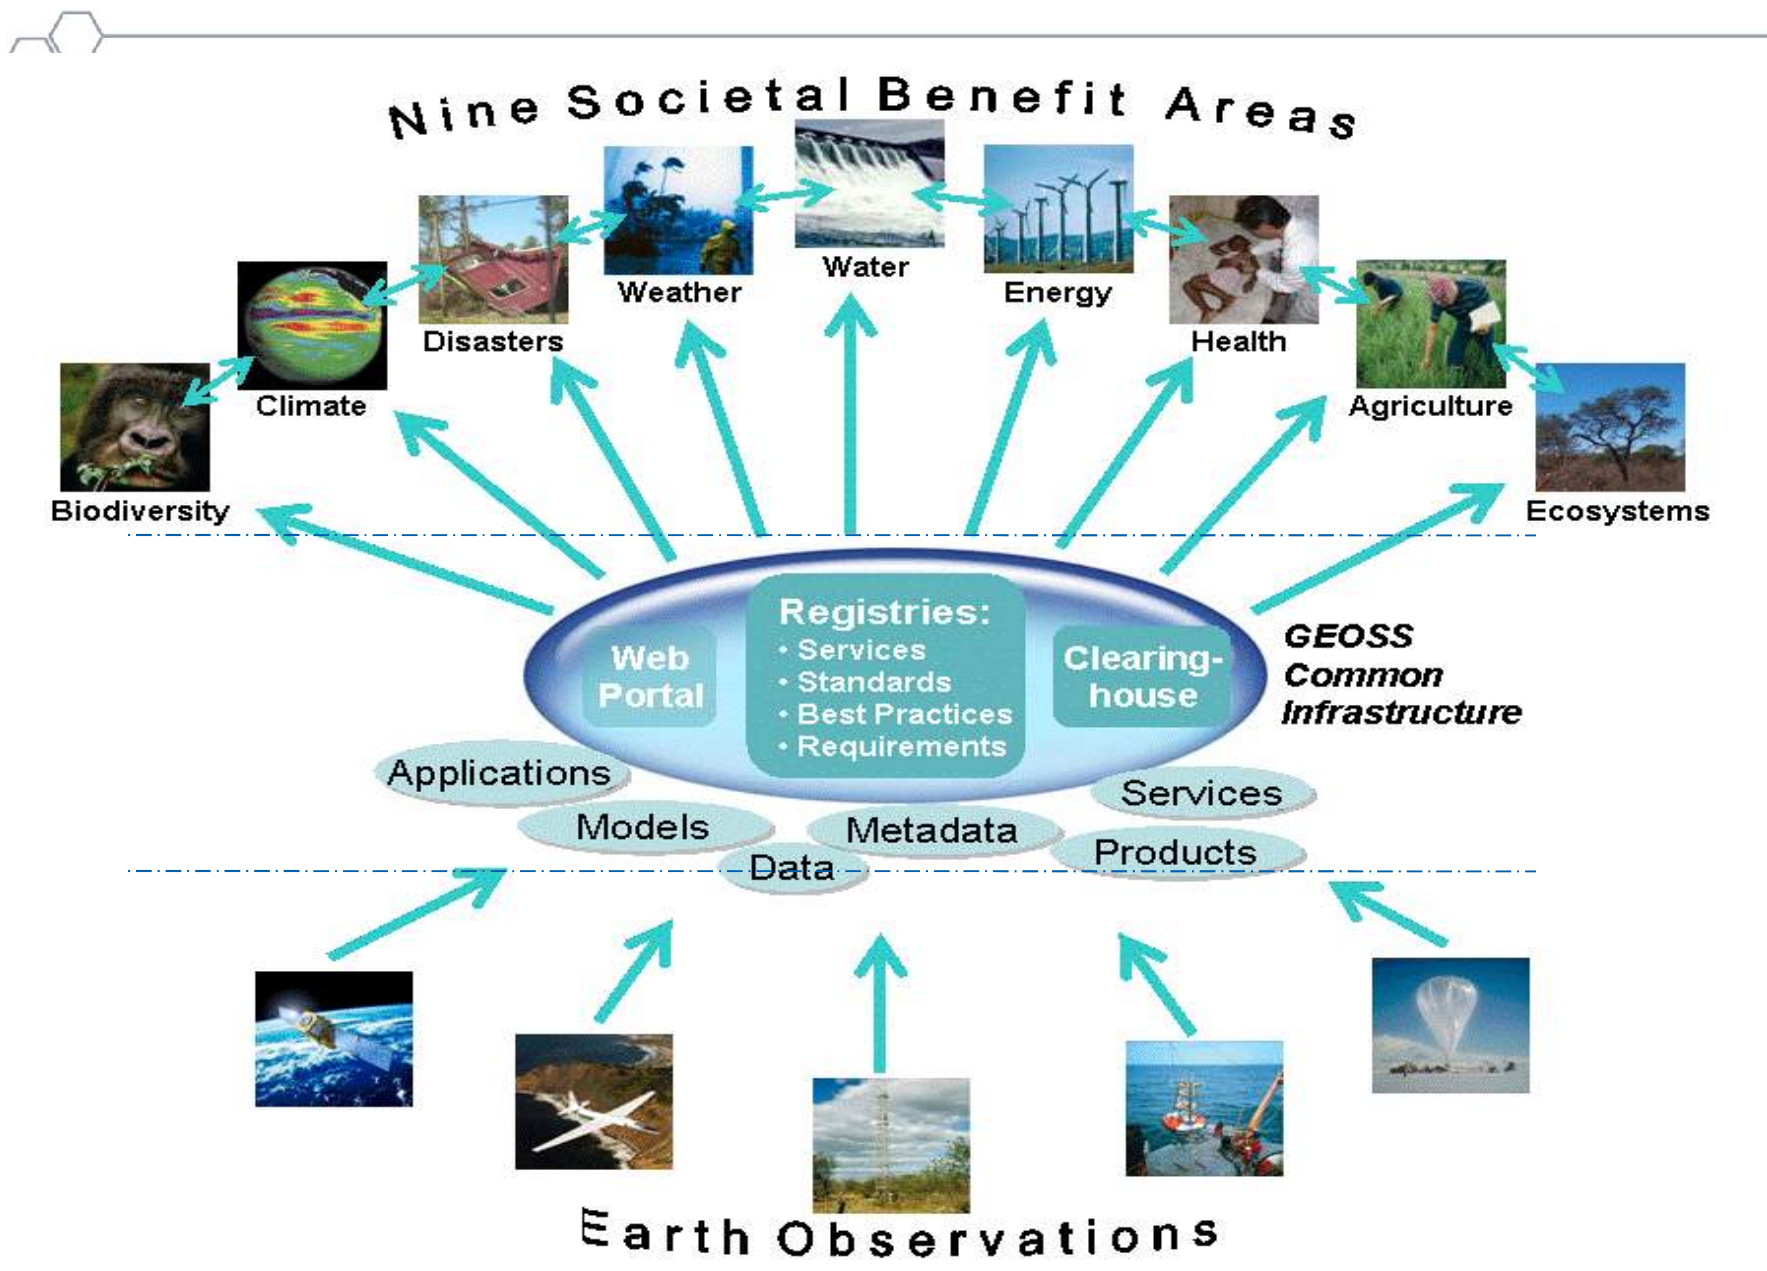 Nine Societal Benefit Areas
Water
Weather
Energy
Disasters
Health
Climate
Agriculture
Biodiversity
Ecosystems
Registries:
• Services
• Standards
• Best Practices
• Requirements
Web
Portal
Clearing-
house
GEOSS
Common
Infrastructure
Applications
Models
Data
Metadata
Services
Products
Earth Observations